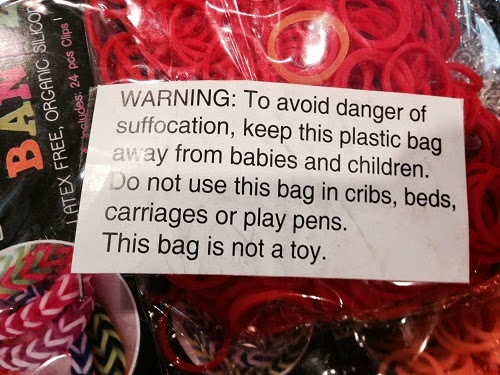 BAN
LATEX FREE, ORGANIC SILICO
Includes: 24 pcs Clips !
WARNING: To avoid danger of
suffocation, keep this plastic bag
away from babies and children.
Do not use this bag in cribs, beds,
carriages or play pens.
This bag is not a toy.